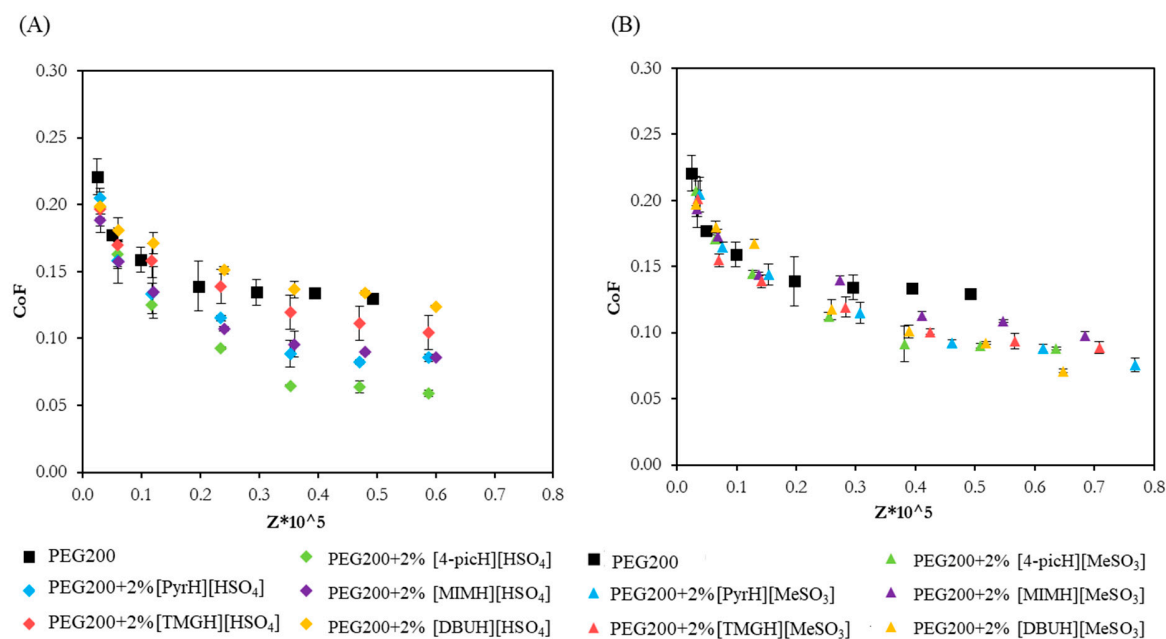 (A)
(B)
0.30
0.25
0.20
0.15
0.10
0.05
0.00
CoF
0.0 0.1 0.2 0.3 0.4 0.5 0.6 0.7 0.8
Z*10^5
0.30
0.25
0.20
0.15
0.10
0.05
0.00
CoF
0.0 0.1 0.2 0.3 0.4 0.5 0.6 0.7 0.8
Z*10^5
PEG200
PEG200+2% [4-picH][HSO₄]
PEG200+2%[PyrH][HSO₄]
PEG200+2% [MIMH][HSO₄]
PEG200+2%[TMGH][HSO₄]
PEG200+2% [DBUH][HSO₄]
PEG200
PEG200+2% [4-picH][MeSO₃]
PEG200+2%[PyrH][MeSO₃]
PEG200+2% [MIMH][MeSO₃]
PEG200+2%[TMGH][MeSO₃]
PEG200+2% [DBUH][MeSO₃]